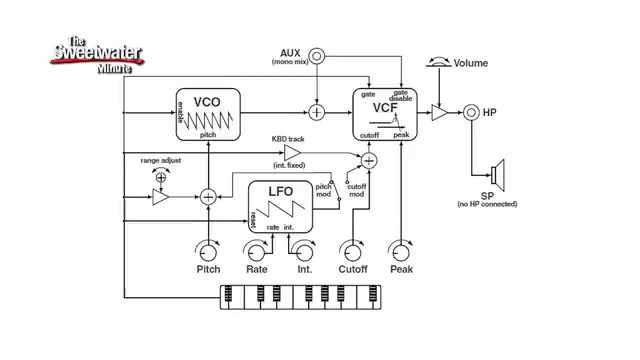 The
Sweetwater
Minute
AUX
(mono mix)
Volume
VCO
enable
pitch
gate
gate
disable
VCF
cutoff
peak
HP
KBD track
(int. fixed)
range adjust
LFO
reset
rate
int.
pitch
mod
cutoff
mod
SP
(no HP connected)
Pitch
Rate
Int.
Cutoff
Peak